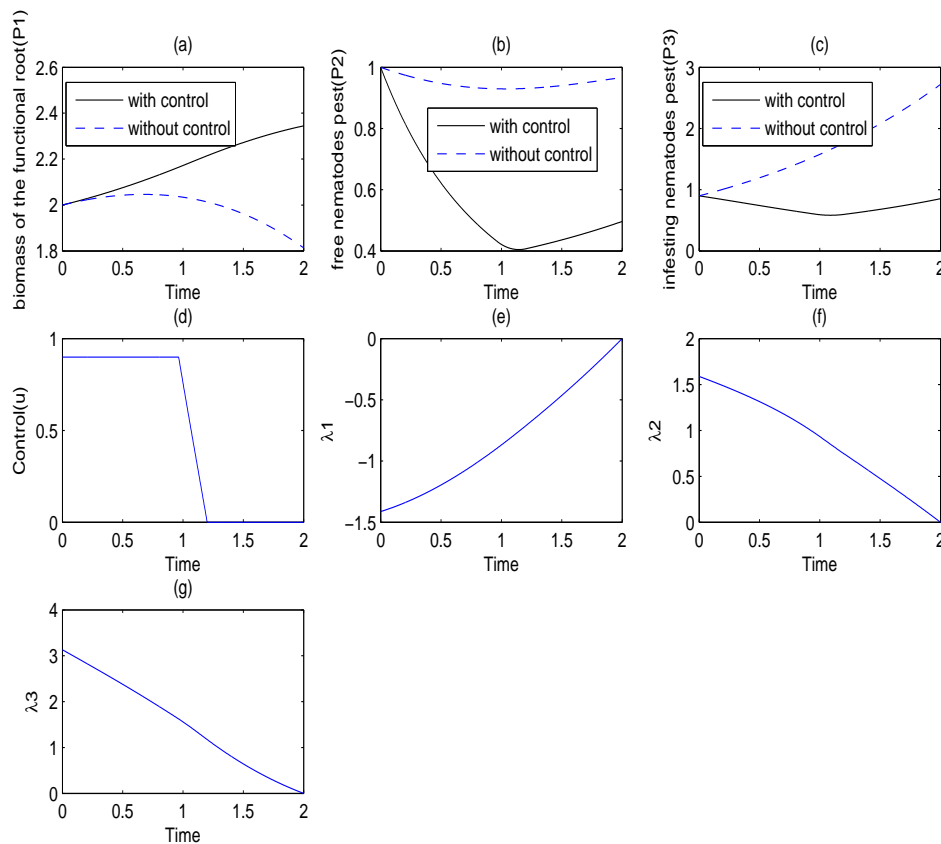 (a)
biomass of the functional root(P1)
2.6
2.4
2.2
2
1.8
with control
without control
0 0.5 1 1.5 2
Time
(b)
free nematodes pest(P2)
1
0.8
0.6
0.4
with control
without control
0 0.5 1 1.5 2
Time
(c)
infesting nematodes pest(P3)
3
2
1
0
with control
without control
0 0.5 1 1.5 2
Time
(d)
Control(u)
1
0.5
0
0 0.5 1 1.5 2
Time
(e)
λ1
0
−0.5
−1
−1.5
0 0.5 1 1.5 2
Time
(f)
λ2
2
1.5
1
0.5
0
0 0.5 1 1.5 2
Time
(g)
λ3
4
3
2
1
0
0 0.5 1 1.5 2
Time